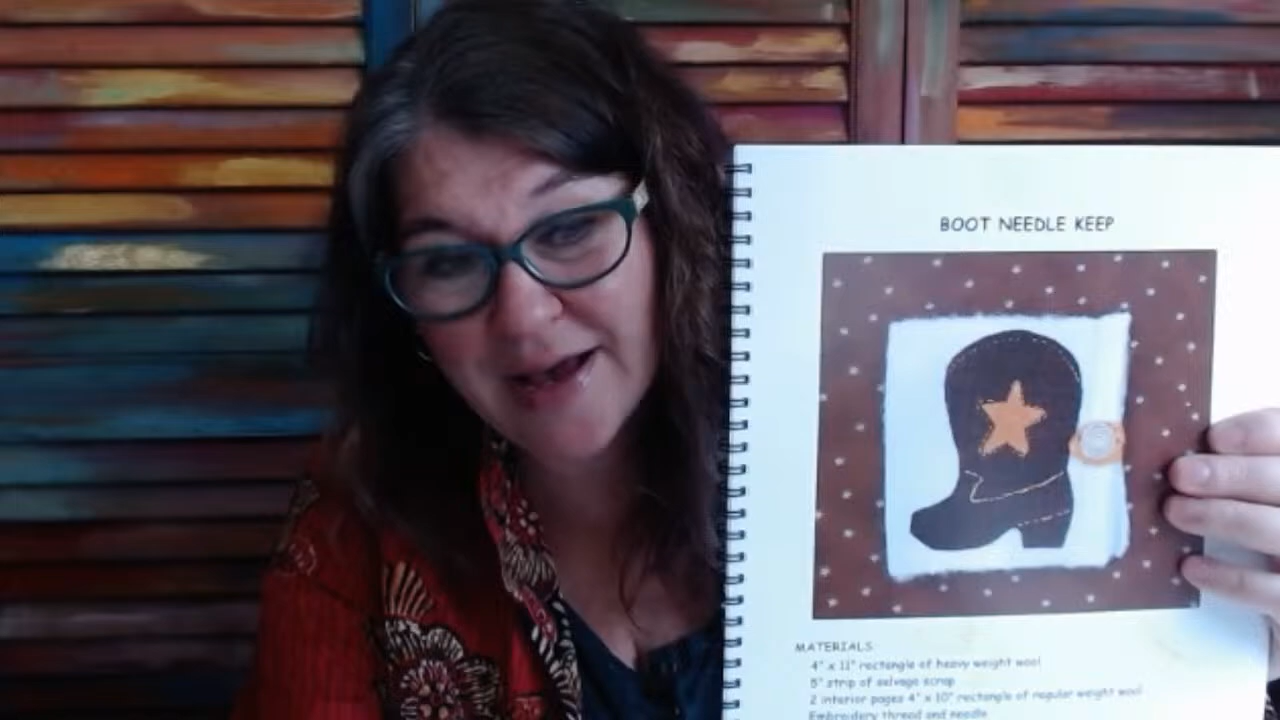 BOOT NEEDLE KEEP
MATERIALS:
4" x 11" rectangle of heavy weight wool
5" strip of selvage scrap
2 interior pages 4" x 10" rectangle of regular weight wool
Embroidery thread and needle